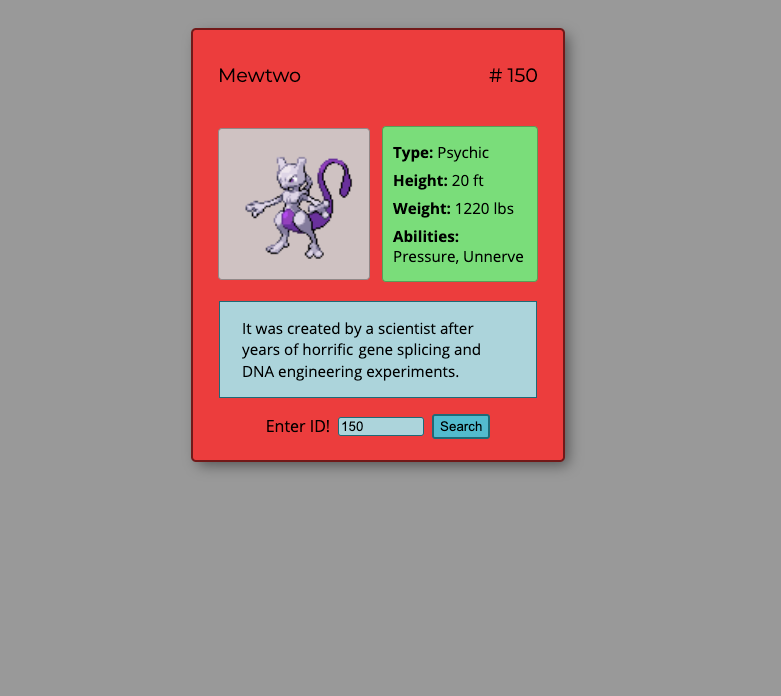 Mewtwo # 150
Type: Psychic
Height: 20 ft
Weight: 1220 lbs
Abilities:
Pressure, Unnerve
It was created by a scientist after
years of horrific gene splicing and
DNA engineering experiments.
Enter ID! 150 Search